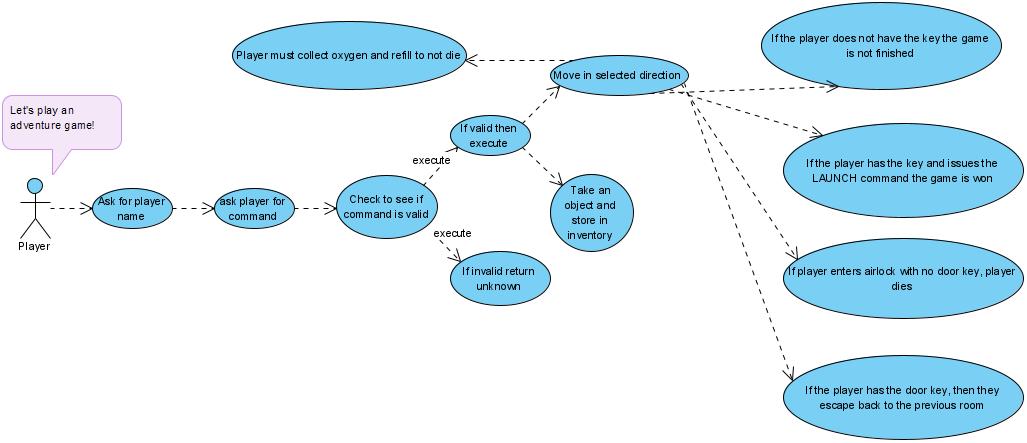 Let's play an
adventure game!
Player
Ask for player
name
ask player for
command
Check to see if
command is valid
execute
execute
If valid then
execute
If invalid return
unknown
Player must collect oxygen and refill to not die
Move in selected direction
Take an
object and
store in
inventory
If the player does not have the key the game
is not finished
If the player has the key and issues the
LAUNCH command the game is won
If player enters airlock with no door key, player
dies
If the player has the door key, then they
escape back to the previous room